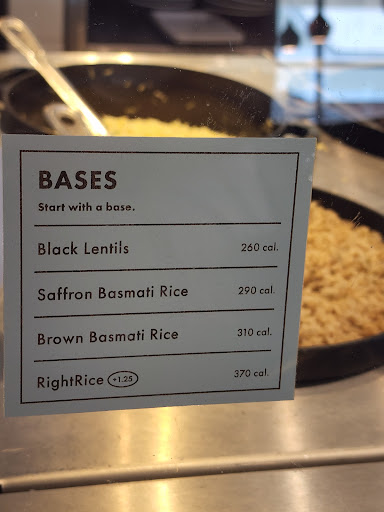 BASES
Start with a base.
Black Lentils 260 cal.
Saffron Basmati Rice 290 cal.
Brown Basmati Rice 310 cal.
RightRice +1.25 370 cal.